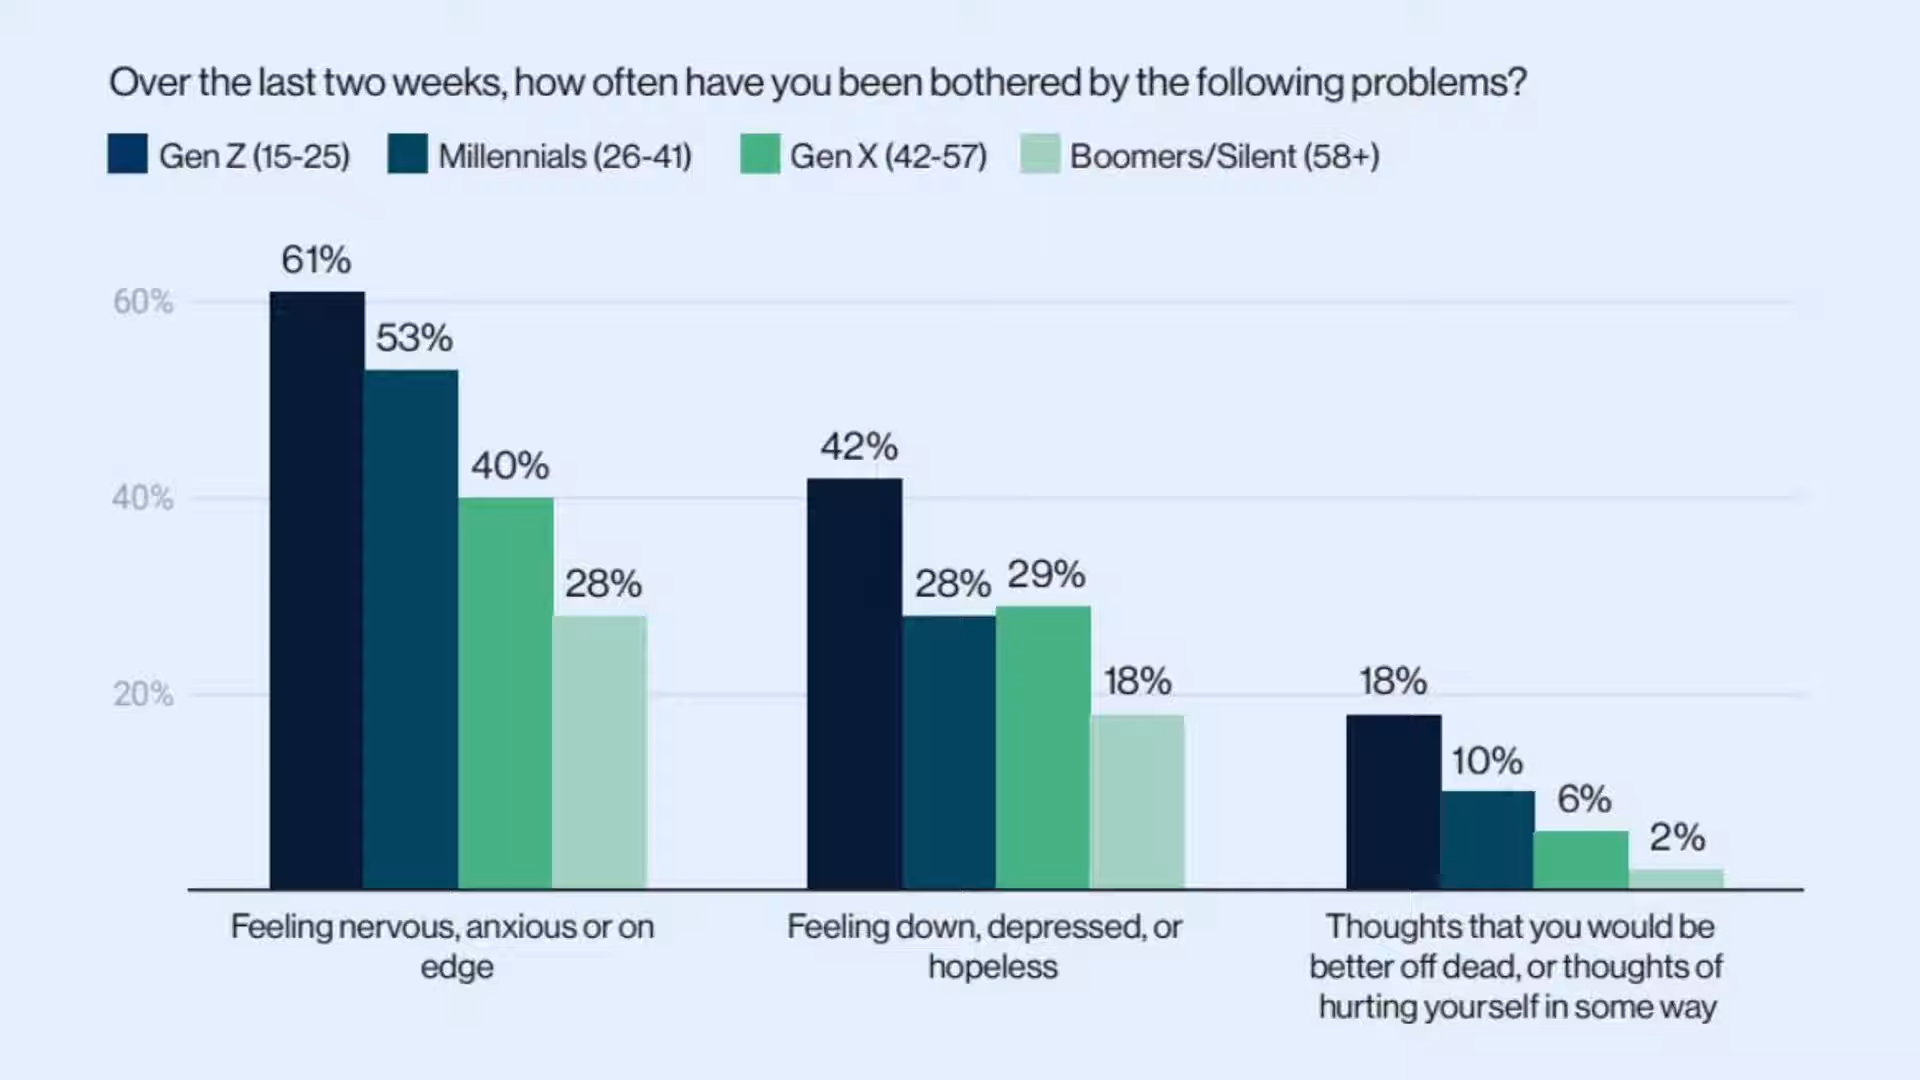 Over the last two weeks, how often have you been bothered by the following problems?
Gen Z (15-25) Millennials (26-41) Gen X (42-57) Boomers/Silent (58+)
61%
60%
53%
40%
28%
42%
28%
29%
18%
18%
10%
6%
2%
40%
20%
Feeling nervous, anxious or on
edge
Feeling down, depressed, or
hopeless
Thoughts that you would be
better off dead, or thoughts of
hurting yourself in some way